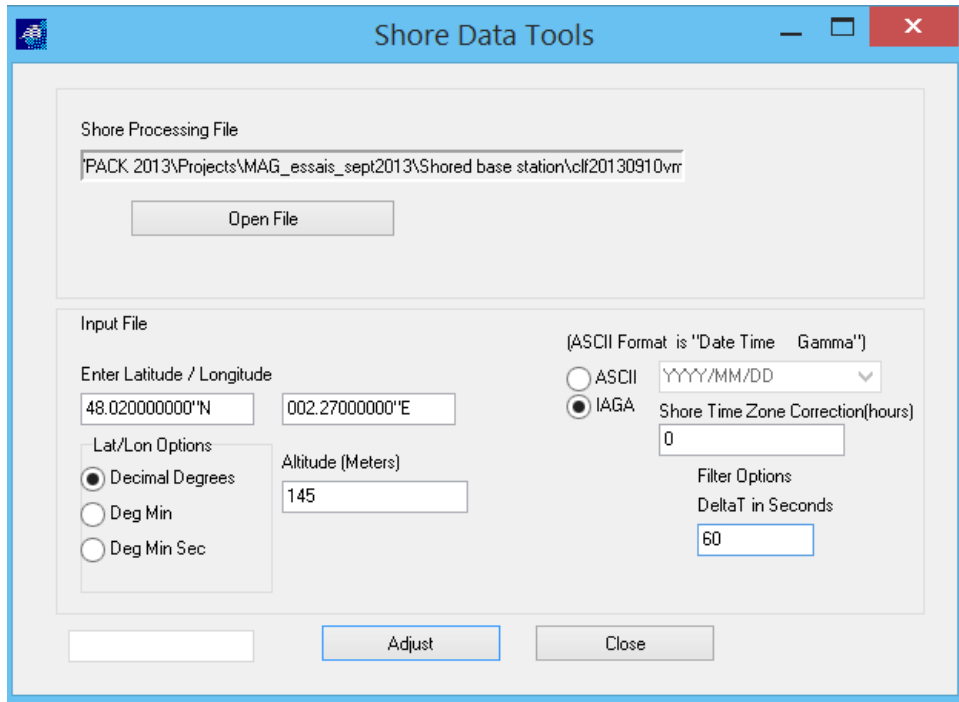 Shore Data Tools
Shore Processing File
'PACK 2013\Projects\MAG_essais_sept2013\Shored base station\clf20130910vm
Open File
Input File
(ASCII Format is "Date Time Gamma")
Enter Latitude / Longitude
ASCII
YYYY/MM/DD
48.020000000"N
002.27000000"E
IAGA
Shore Time Zone Correction(hours)
0
Lat/Lon Options
Decimal Degrees
Deg Min
Deg Min Sec
Altitude (Meters)
145
Filter Options
DeltaT in Seconds
60
Adjust
Close